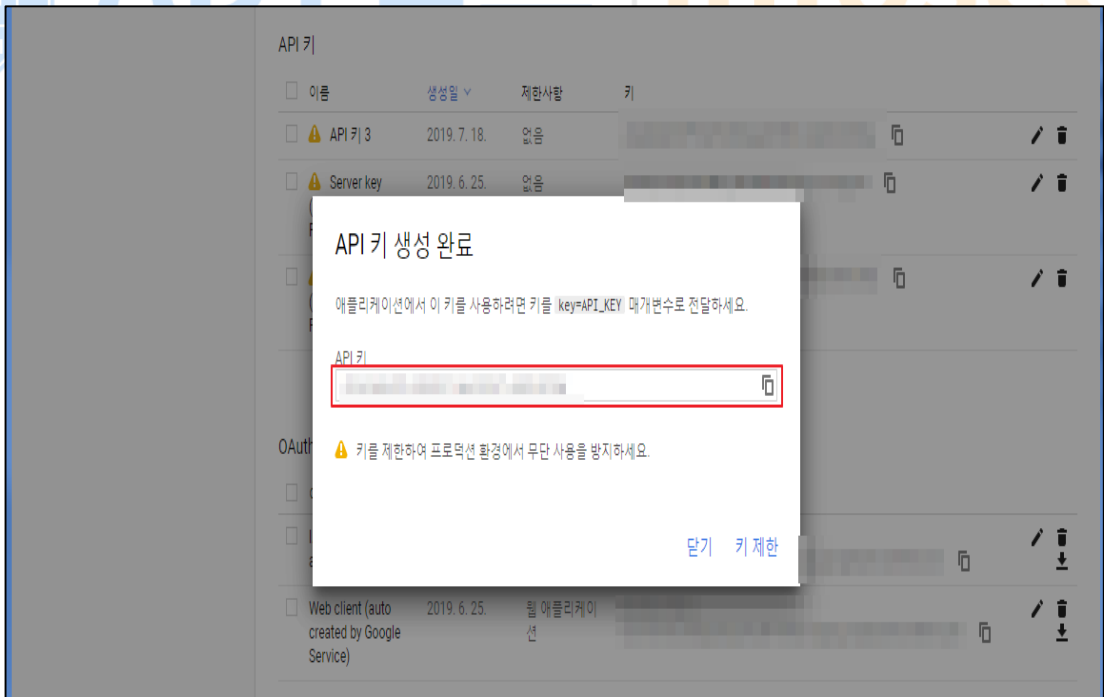 API 키
이름 생성일 제한사항 키
API 키 3 2019. 7. 18. 없음
Server key 2019. 6. 25. 없음
API 키 생성 완료
애플리케이션에서 이 키를 사용하려면 키를 key=API_KEY 매개변수로 전달하세요.
API 키
키를 제한하여 프로덕션 환경에서 무단 사용을 방지하세요.
OAuth
닫기 키 제한
Web client (auto 2019. 6. 25. 웹 애플리케이
created by Google 션
Service)